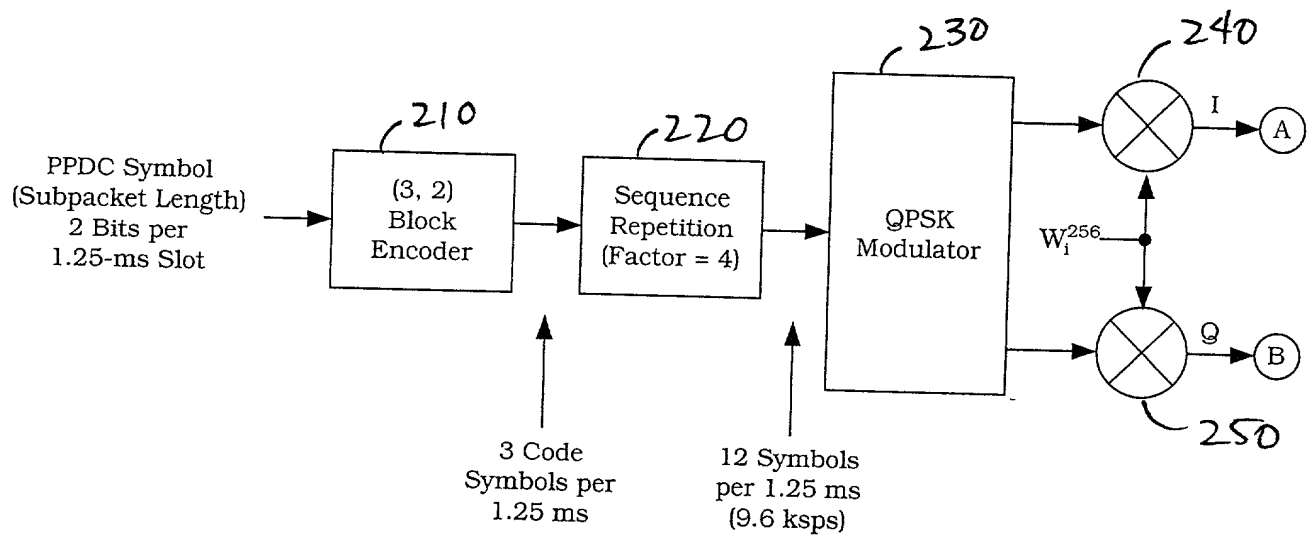 210
220
230
240
250
PPDC Symbol
(Subpacket Length)
2 Bits per
1.25-ms Slot
(3, 2)
Block
Encoder
Sequence
Repetition
(Factor = 4)
QPSK
Modulator
W_i^256
I
A
Q
B
3 Code
Symbols per
1.25 ms
12 Symbols
per 1.25 ms
(9.6 ksps)